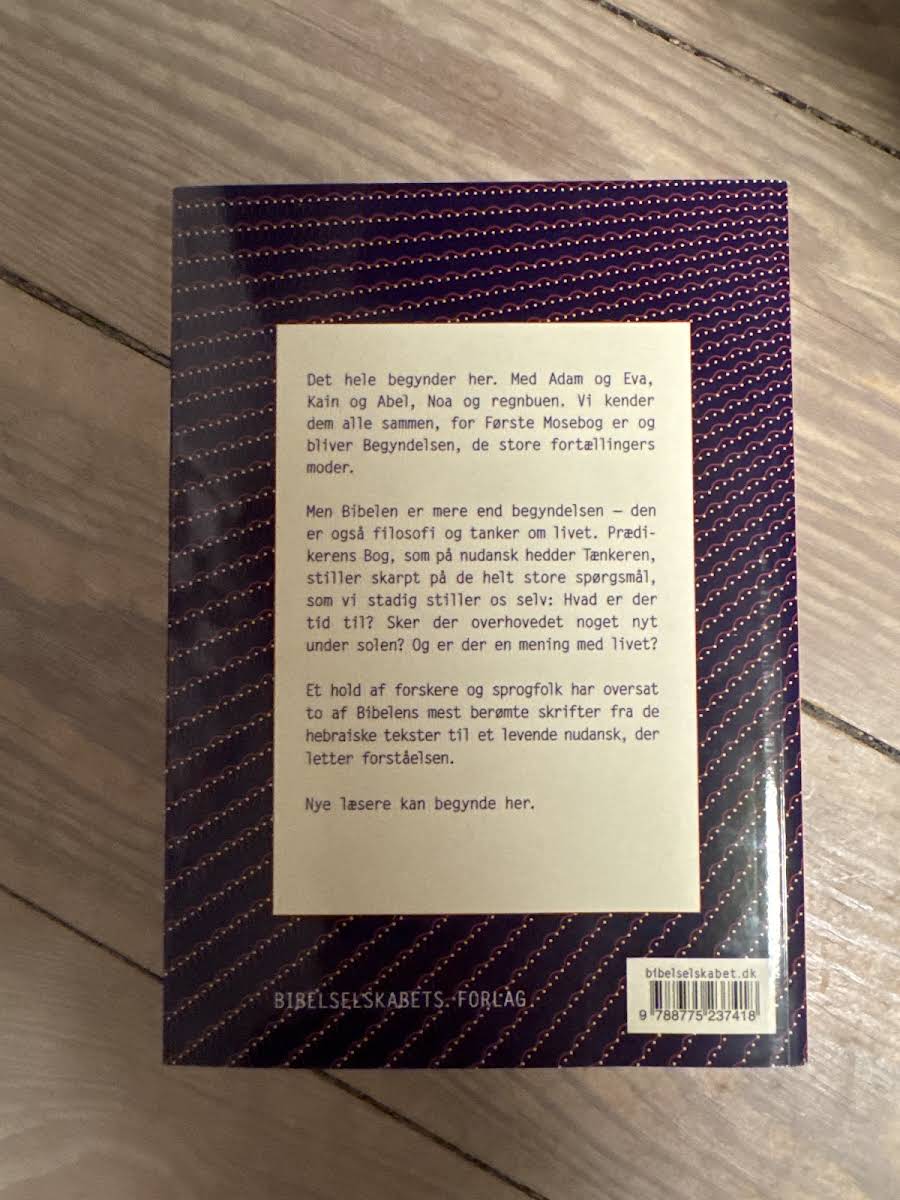 Det hele begynder her. Med Adam og Eva,
Kain og Abel, Noa og regnbuen. Vi kender
dem alle sammen, for Første Mosebog er og
bliver Begyndelsen, de store fortællingers
moder.
Men Bibelen er mere end begyndelsen – den
er også filosofi og tanker om livet. Prædi-
kerens Bog, som på nudansk hedder Tænkeren,
stiller skarpt på de helt store spørgsmål,
som vi stadig stiller os selv: Hvad er der
tid til? Sker der overhovedet noget nyt
under solen? Og er der en mening med livet?
Et hold af forskere og sprogfolk har oversat
to af Bibelens mest berømte skrifter fra de
hebraiske tekster til et levende nudansk, der
letter forståelsen.
Nye læsere kan begynde her.
BIBELSELSKABETS FORLAG
bibelselskabet.dk
9 788775 237418